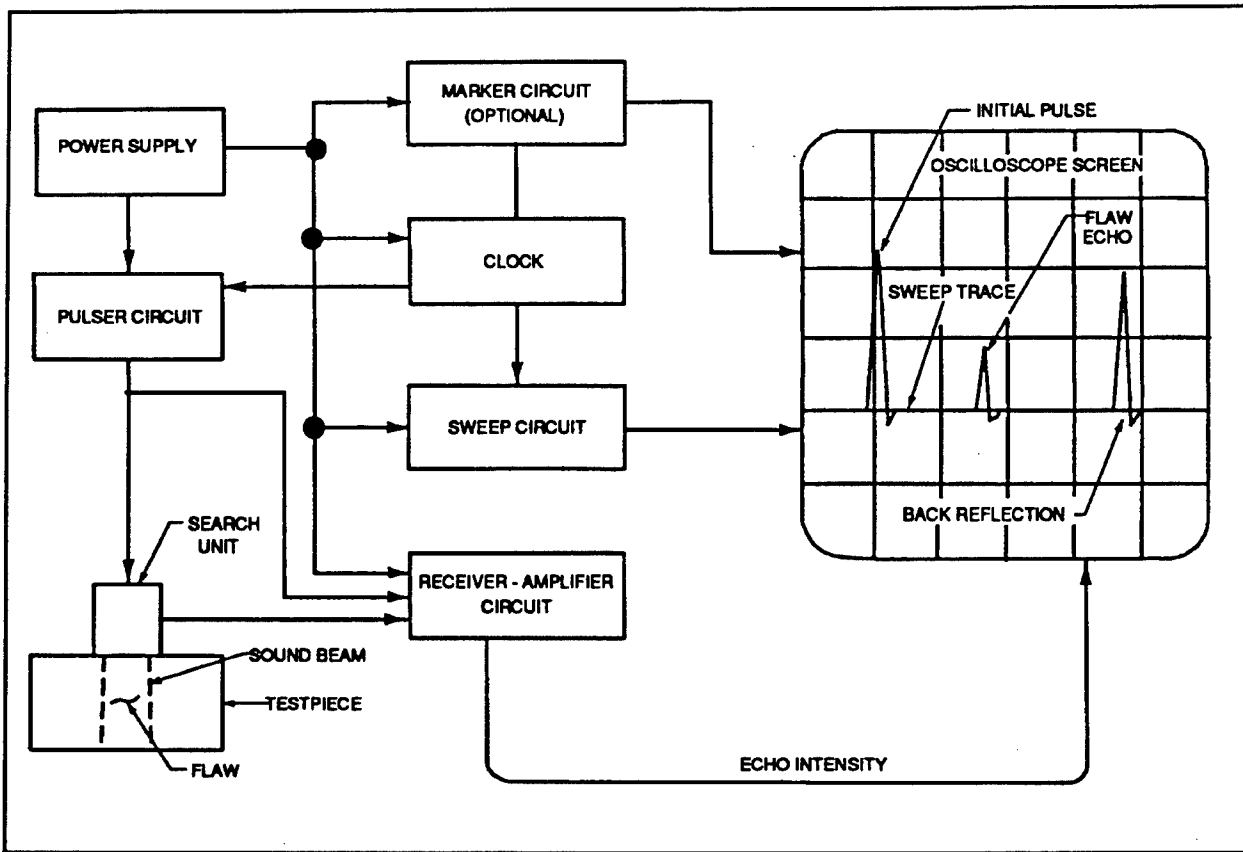 MARKER CIRCUIT
(OPTIONAL)
INITIAL PULSE
POWER SUPPLY
OSCILLOSCOPE SCREEN
FLAW
ECHO
CLOCK
SWEEP TRACE
PULSER CIRCUIT
SWEEP CIRCUIT
BACK REFLECTION
SEARCH
UNIT
RECEIVER - AMPLIFIER
CIRCUIT
SOUND BEAM
TESTPIECE
FLAW
ECHO INTENSITY